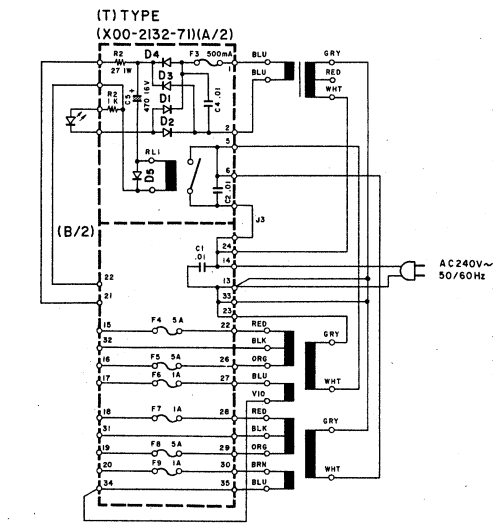 (T) TYPE
(X00-2132-71)(A/2)
R2
27 1W
D4
F3 500mA
BLU
GRY
BLU
RED
WHT
D3
R2
1K
C5 +
470 16V
D1
C4 .01
D2
2
5
RL1
D5
6
C2 .01
J3
(B/2)
C1
.01
24
14
AC240V~
50/60Hz
13
22
33
21
23
15
F4 5A
22
RED
GRY
32
BLK
16
F5 5A
26
ORG
17
F6 1A
27
BLU
WHT
VIO
18
F7 1A
28
RED
GRY
31
BLK
19
F8 5A
29
ORG
20
F9 1A
30
BRN
WHT
34
35
BLU